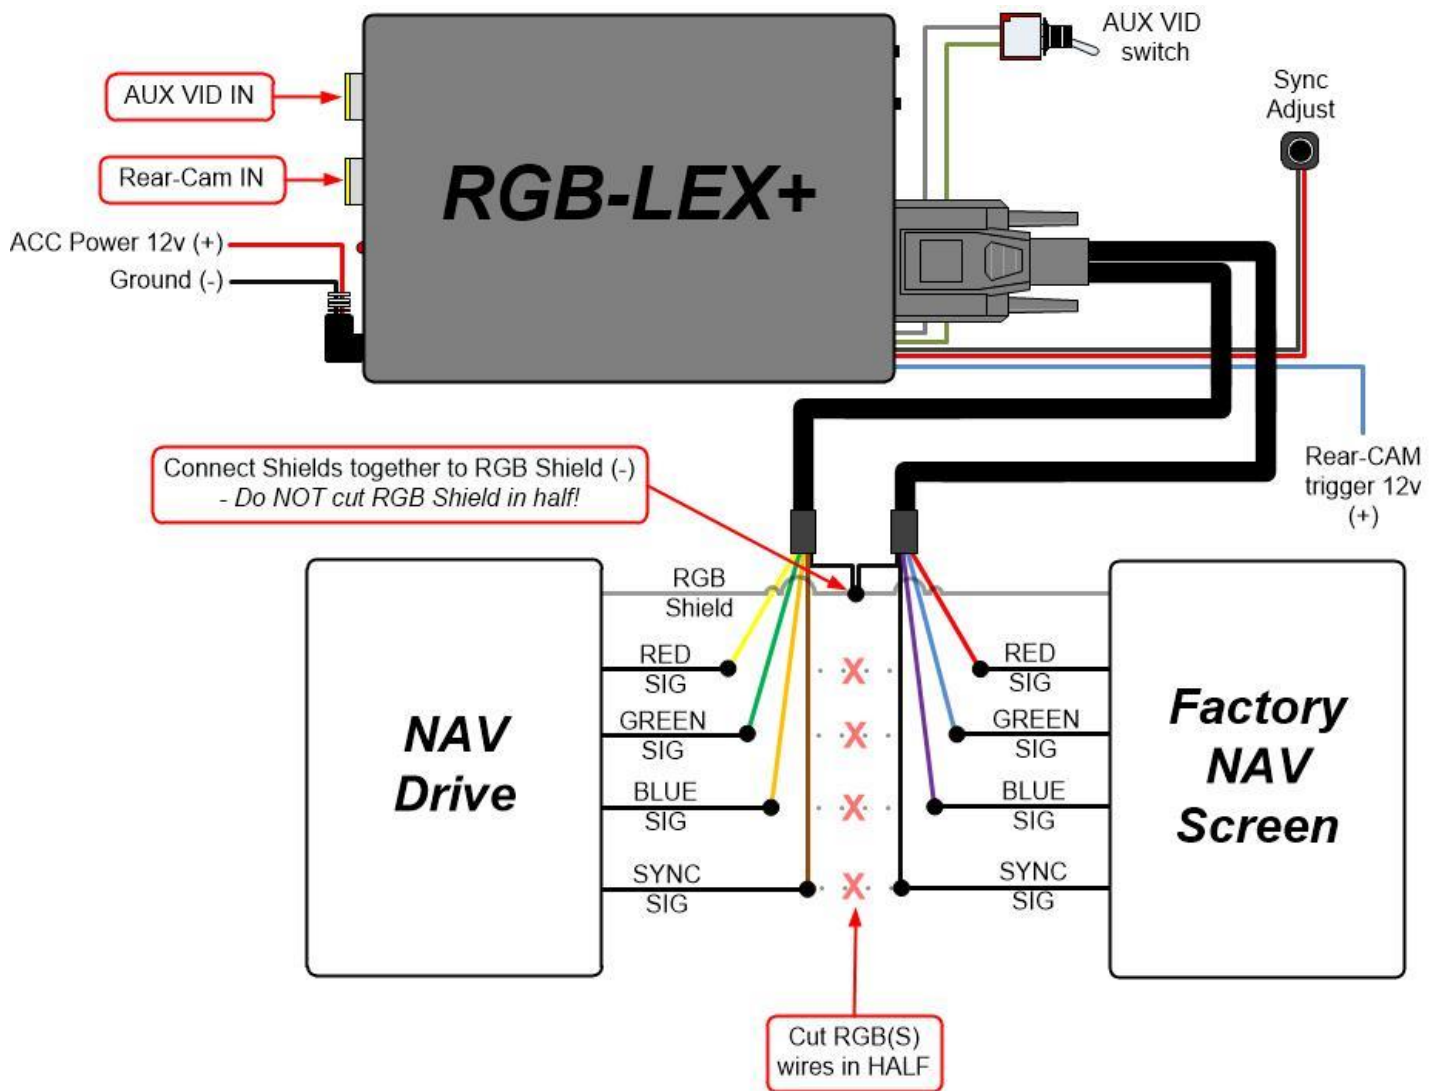 AUX VID
switch
AUX VID IN
Sync
Adjust
Rear-Cam IN
RGB-LEX+
ACC Power 12v (+)
Ground (-)
Connect Shields together to RGB Shield (-)
- Do NOT cut RGB Shield in half!
Rear-CAM
trigger 12v
(+)
RGB
Shield
RED
SIG
GREEN
SIG
BLUE
SIG
SYNC
SIG
NAV
Drive
X
X
X
X
RED
SIG
GREEN
SIG
BLUE
SIG
SYNC
SIG
Factory
NAV
Screen
Cut RGB(S)
wires in HALF